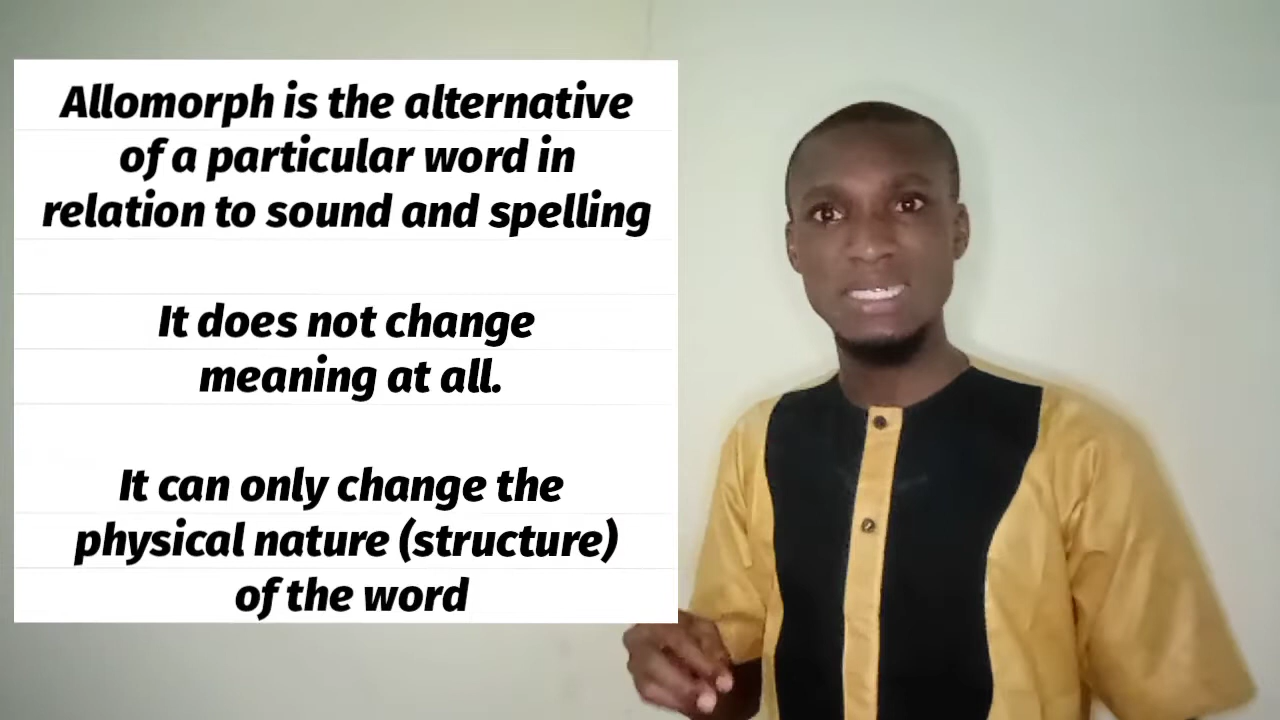 Allomorph is the alternative
of a particular word in
relation to sound and spelling
It does not change
meaning at all.
It can only change the
physical nature (structure)
of the word